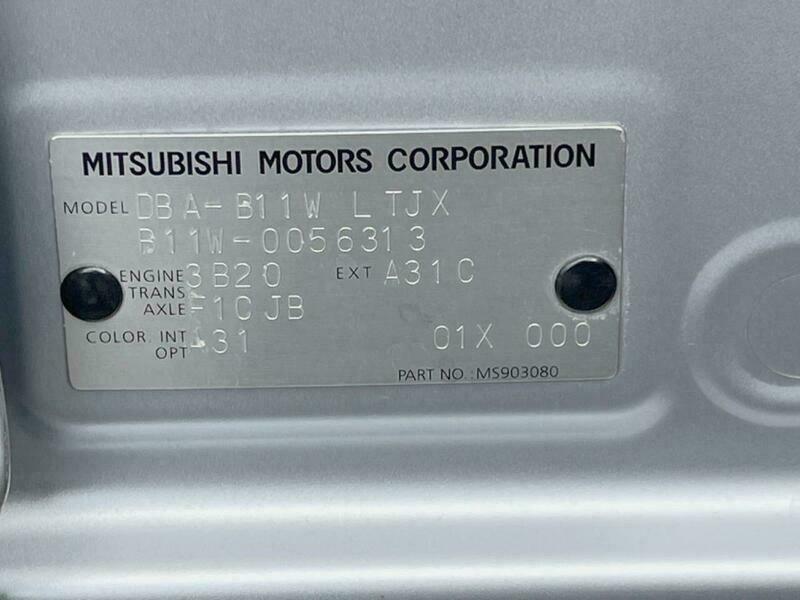 MITSUBISHI MOTORS CORPORATION
MODEL DBA-B11W LTJX
B11W-0056313
ENGINE 3B20 EXT A31C
TRANS AXLE F1CJB
COLOR. INT OPT A31 01X 000
PART NO.:MS903080